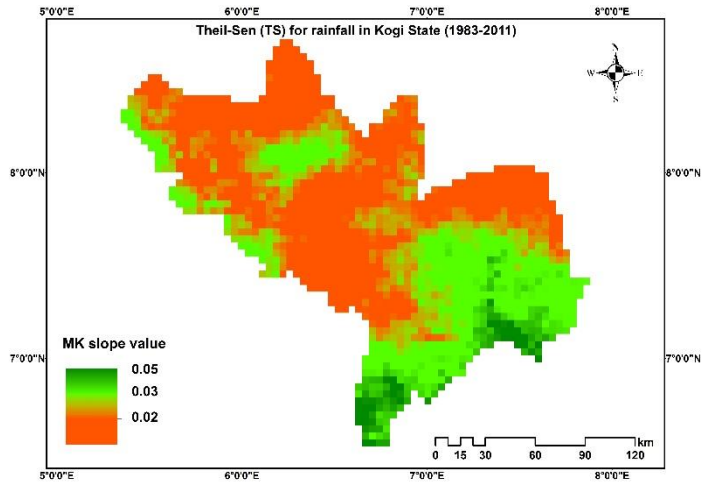 5°0'0"E 6°0'0"E 7°0'0"E 8°0'0"E
Theil-Sen (TS) for rainfall in Kogi State (1983-2011)
N
W E
S
8°0'0"N 8°0'0"N
7°0'0"N 7°0'0"N
MK slope value
0.05
0.03
0.02
km
0 15 30 60 90 120
5°0'0"E 6°0'0"E 7°0'0"E 8°0'0"E